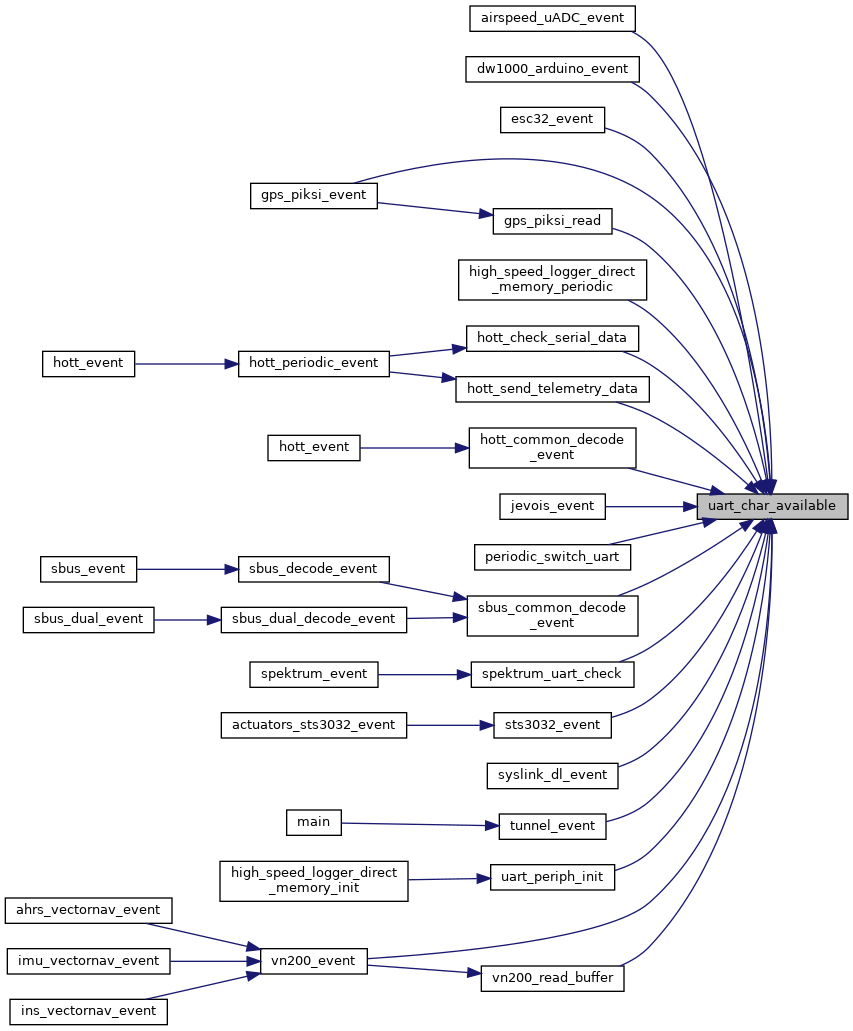 airspeed_uADC_event
dw1000_arduino_event
esc32_event
gps_piksi_event
gps_piksi_read
high_speed_logger_direct
_memory_periodic
hott_check_serial_data
hott_event
hott_periodic_event
hott_send_telemetry_data
hott_event
hott_common_decode
_event
jevois_event
uart_char_available
periodic_switch_uart
sbus_event
sbus_decode_event
sbus_common_decode
_event
sbus_dual_event
sbus_dual_decode_event
spektrum_event
spektrum_uart_check
actuators_sts3032_event
sts3032_event
syslink_dl_event
main
tunnel_event
high_speed_logger_direct
_memory_init
uart_periph_init
ahrs_vectornav_event
imu_vectornav_event
vn200_event
vn200_read_buffer
ins_vectornav_event